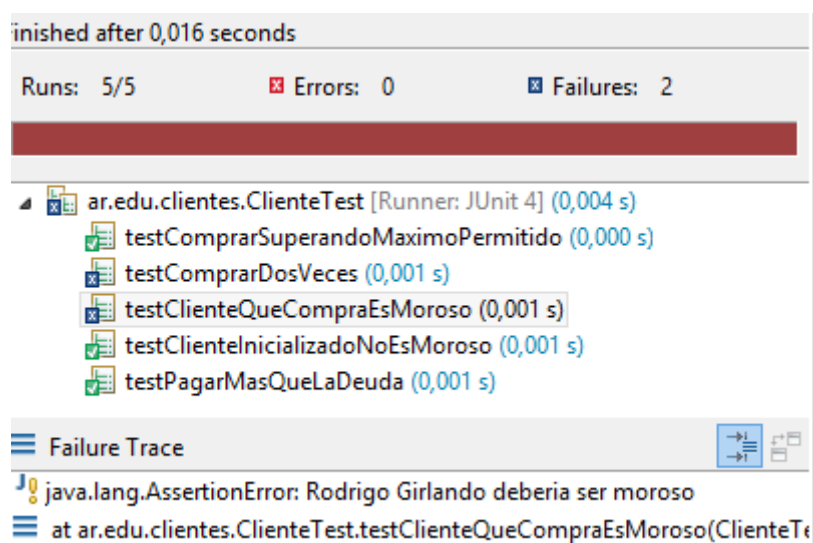 Finished after 0,016 seconds
Runs: 5/5 Errors: 0 Failures: 2
ar.edu.clientes.ClienteTest [Runner: JUnit 4] (0,004 s)
testComprarSuperandoMaximoPermitido (0,000 s)
testComprarDosVeces (0,001 s)
testClienteQueCompraEsMoroso (0,001 s)
testClienteInicializadoNoEsMoroso (0,001 s)
testPagarMasQueLaDeuda (0,001 s)
Failure Trace
java.lang.AssertionError: Rodrigo Girlando deberia ser moroso
at ar.edu.clientes.ClienteTest.testClienteQueCompraEsMoroso(ClienteTe